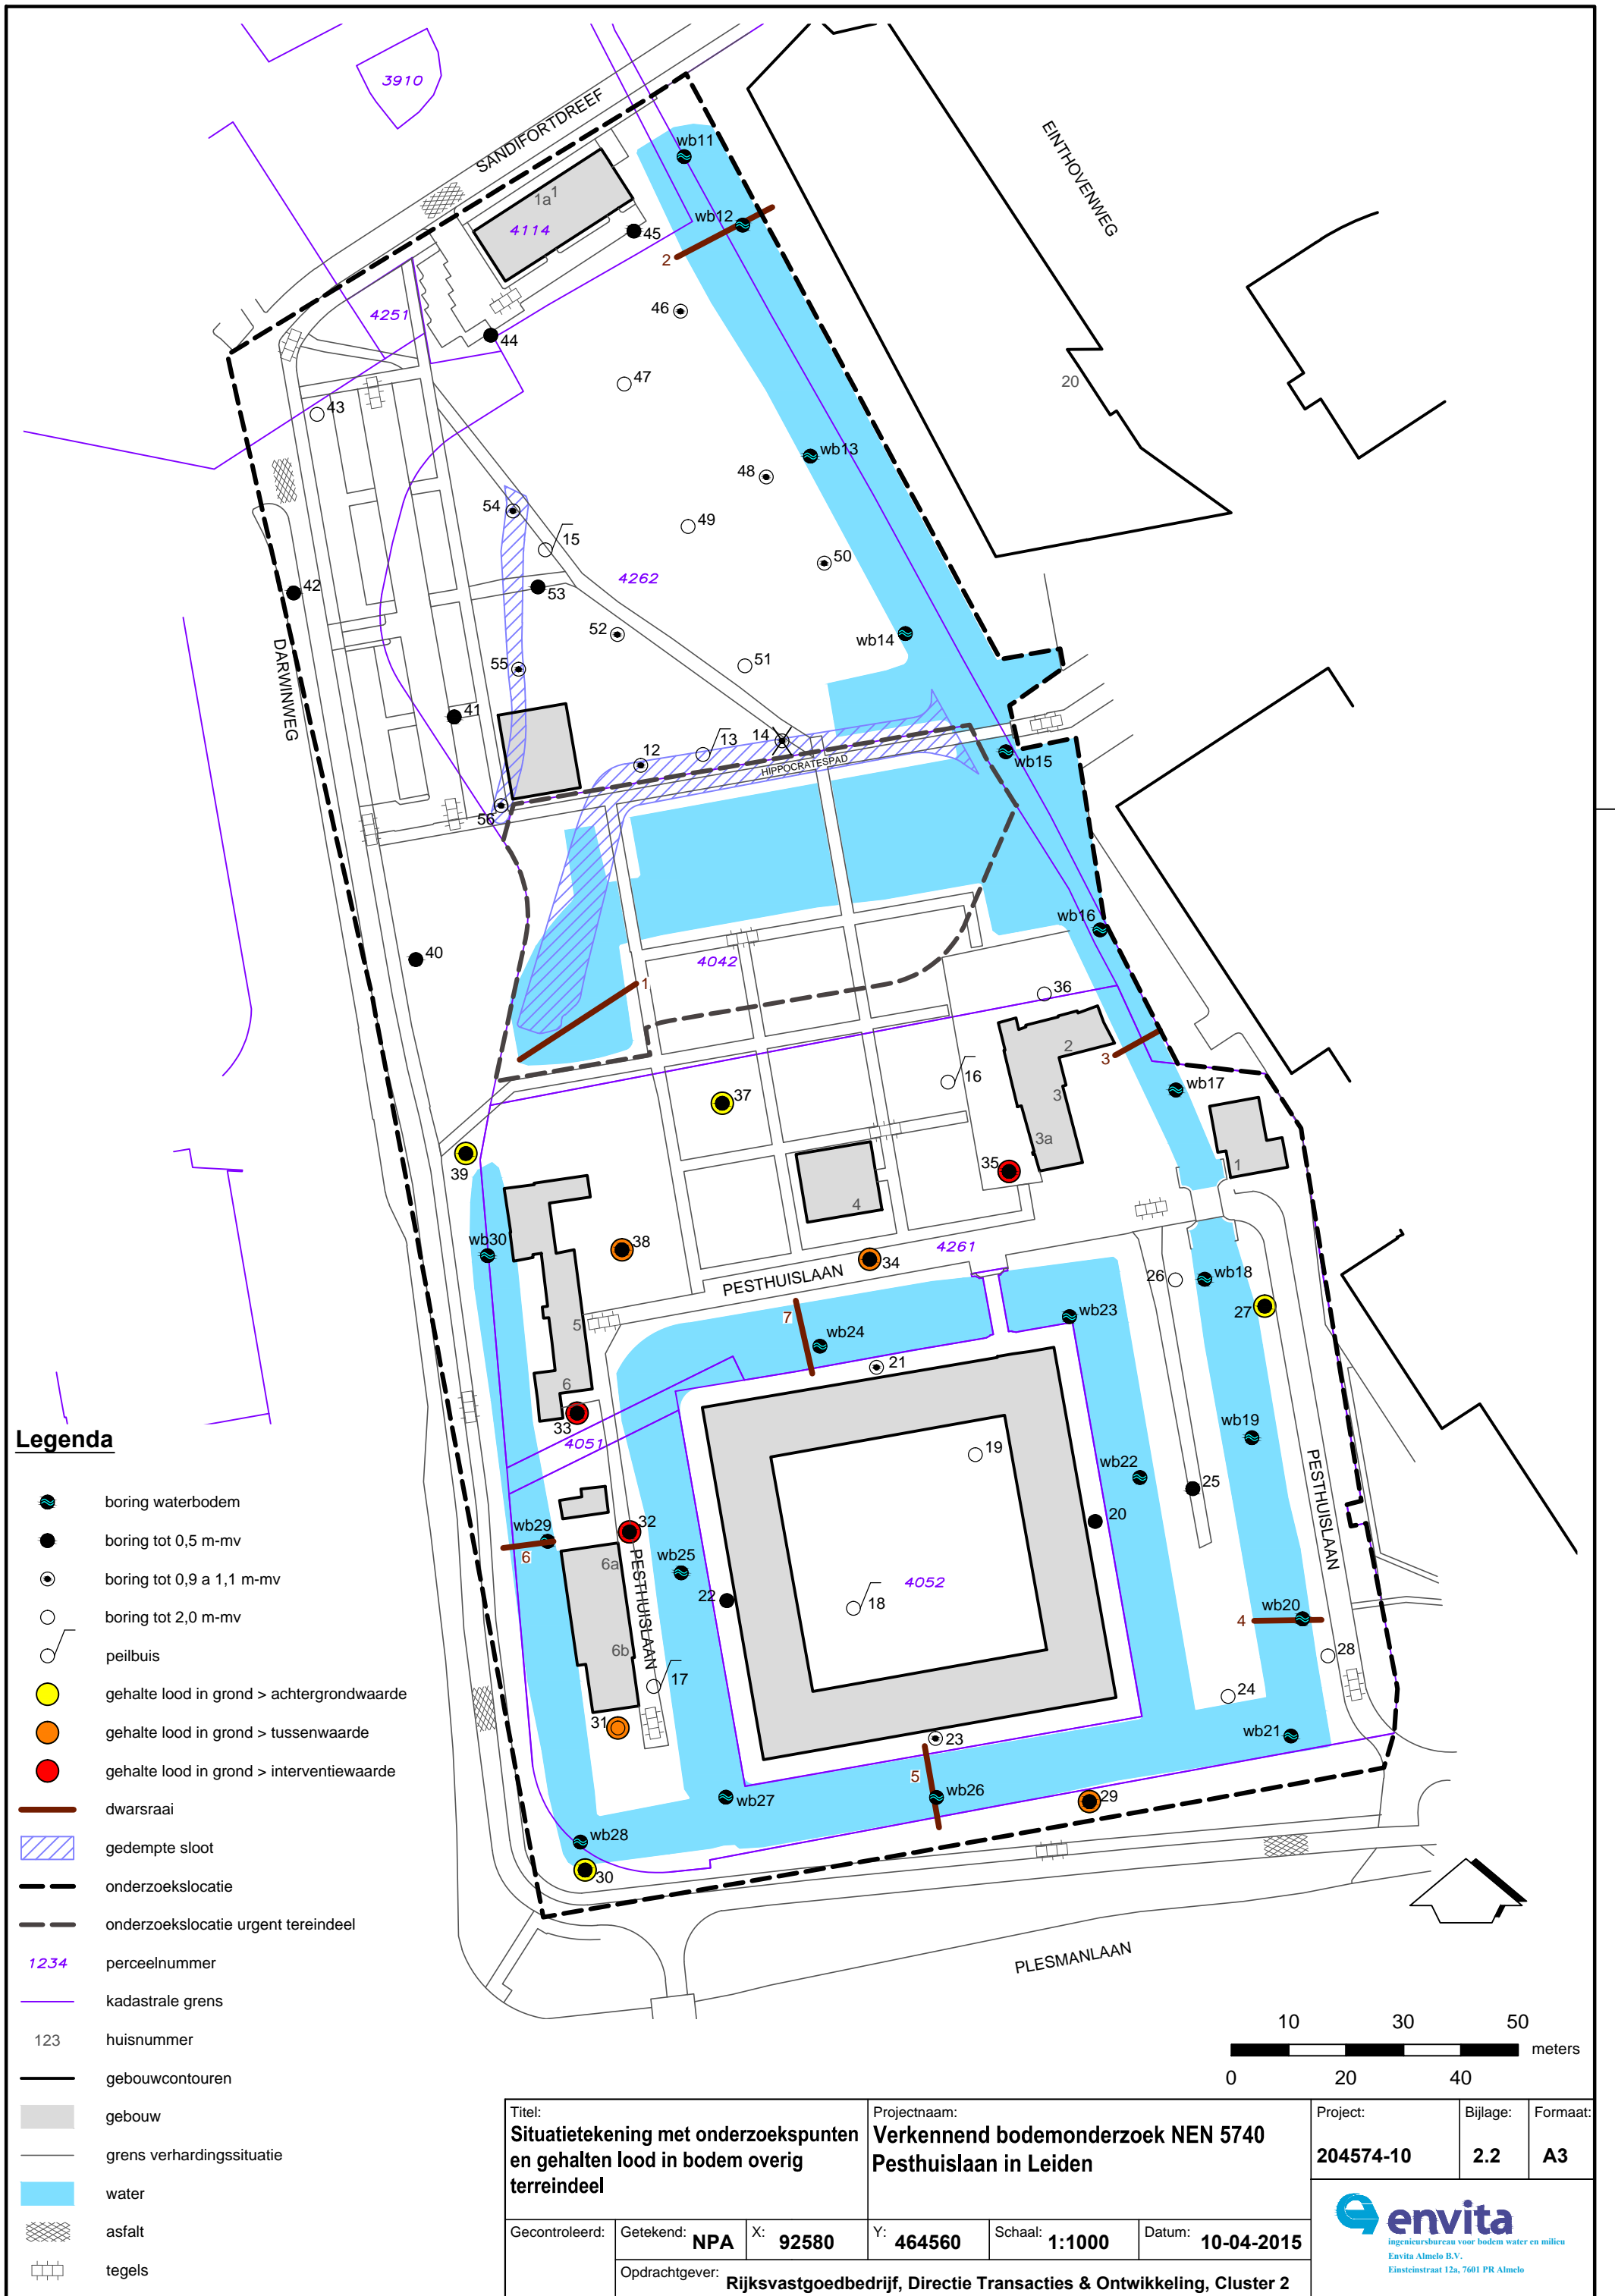 3910
SANDIFORTDREEF
EINTHOVENWEG
wb11
1a
1
4114
45
wb12
2
46
4251
44
47
20
43
wb13
48
54
49
15
50
4262
42
53
52
wb14
51
55
DARWINWEG
41
14
13
12
HIPPOCRATESPAD
wb15
56
wb16
40
4042
1
36
2
3
16
wb17
37
3
3a
39
35
1
4
wb30
38
34
4261
26
wb18
PESTHUISLAAN
27
7
wb23
5
wb24
21
6
33
4051
wb19
19
wb22
PESTHUISLAAN
25
wb29
32
20
6
6a
wb25
PESTHUISLAAN
22
18
4052
wb20
4
6b
28
17
24
31
23
wb21
5
wb27
wb26
29
wb28
30
PLESMANLAAN
Legenda
boring waterbodem
boring tot 0,5 m-mv
boring tot 0,9 a 1,1 m-mv
boring tot 2,0 m-mv
peilbuis
gehalte lood in grond > achtergrondwaarde
gehalte lood in grond > tussenwaarde
gehalte lood in grond > interventiewaarde
dwarsraai
gedempte sloot
onderzoekslocatie
onderzoekslocatie urgent tereindeel
1234 perceelnummer
kadastrale grens
123 huisnummer
gebouwcontouren
gebouw
grens verhardingssituatie
water
asfalt
tegels
10 30 50
meters
0 20 40
Titel:
Situatietekening met onderzoekspunten
en gehalten lood in bodem overig
terreindeel
Projectnaam:
Verkennend bodemonderzoek NEN 5740
Pesthuislaan in Leiden
Project:
204574-10
Bijlage:
2.2
Formaat:
A3
Gecontroleerd:
Getekend: NPA
X: 92580
Y: 464560
Schaal: 1:1000
Datum: 10-04-2015
Opdrachtgever: Rijksvastgoedbedrijf, Directie Transacties & Ontwikkeling, Cluster 2
envita
ingenieursbureau voor bodem water en milieu
Envita Almelo B.V.
Einsteinstraat 12a, 7601 PR Almelo